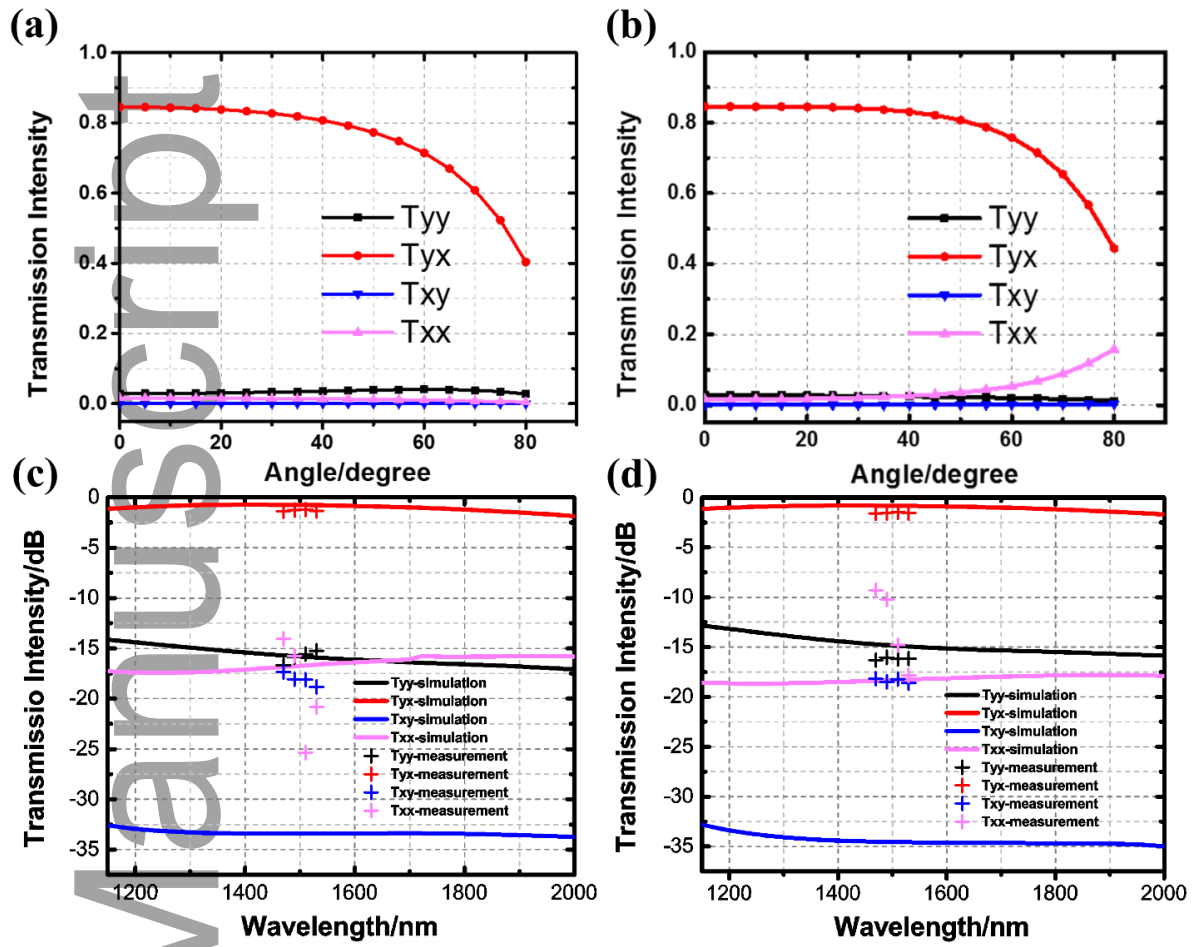 (a)
1.0
0.8
0.6
0.4
0.2
0.0
Transmission Intensity
Tyy
Tyx
Txy
Txx
0 20 40 60 80
Angle/degree
(b)
1.0
0.8
0.6
0.4
0.2
0.0
Transmission Intensity
Tyy
Tyx
Txy
Txx
0 20 40 60 80
Angle/degree
(c)
0
-5
-10
-15
-20
-25
-30
-35
Transmissio Intensity/dB
Tyy-simulation
Tyx-simulation
Txy-simulation
Txx-simulation
Tyy-measurement
Tyx-measurement
Txy-measurement
Txx-measurement
1200 1400 1600 1800 2000
Wavelength/nm
(d)
0
-5
-10
-15
-20
-25
-30
-35
Transmission Intensity/dB
Tyy-simulation
Tyx-simulation
Txy-simulation
Txx-simulation
Tyy-measurement
Tyx-measurement
Txy-measurement
Txx-measurement
1200 1400 1600 1800 2000
Wavelength/nm
Manuscript